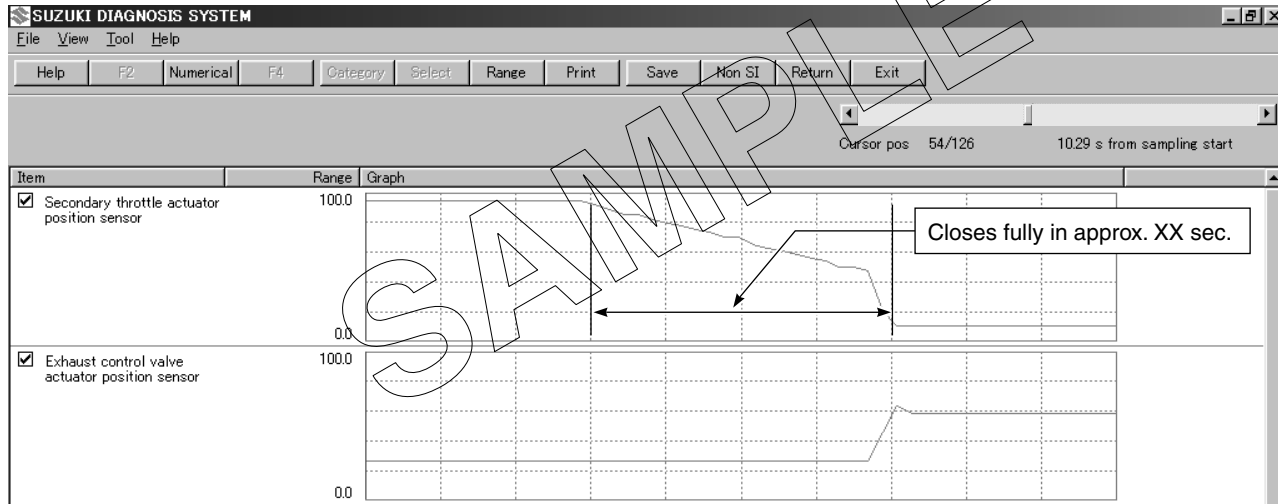 SUZUKI DIAGNOSIS SYSTEM
File View Tool Help
Help F2 Numerical F4 Category Select Range Print Save Non SI Return Exit
Cursor pos 54/126 10.29 s from sampling start
Item Range Graph
Secondary throttle actuator
position sensor
100.0
Closes fully in approx. XX sec.
0.0
Exhaust control valve
actuator position sensor
100.0
0.0
SAMPLE